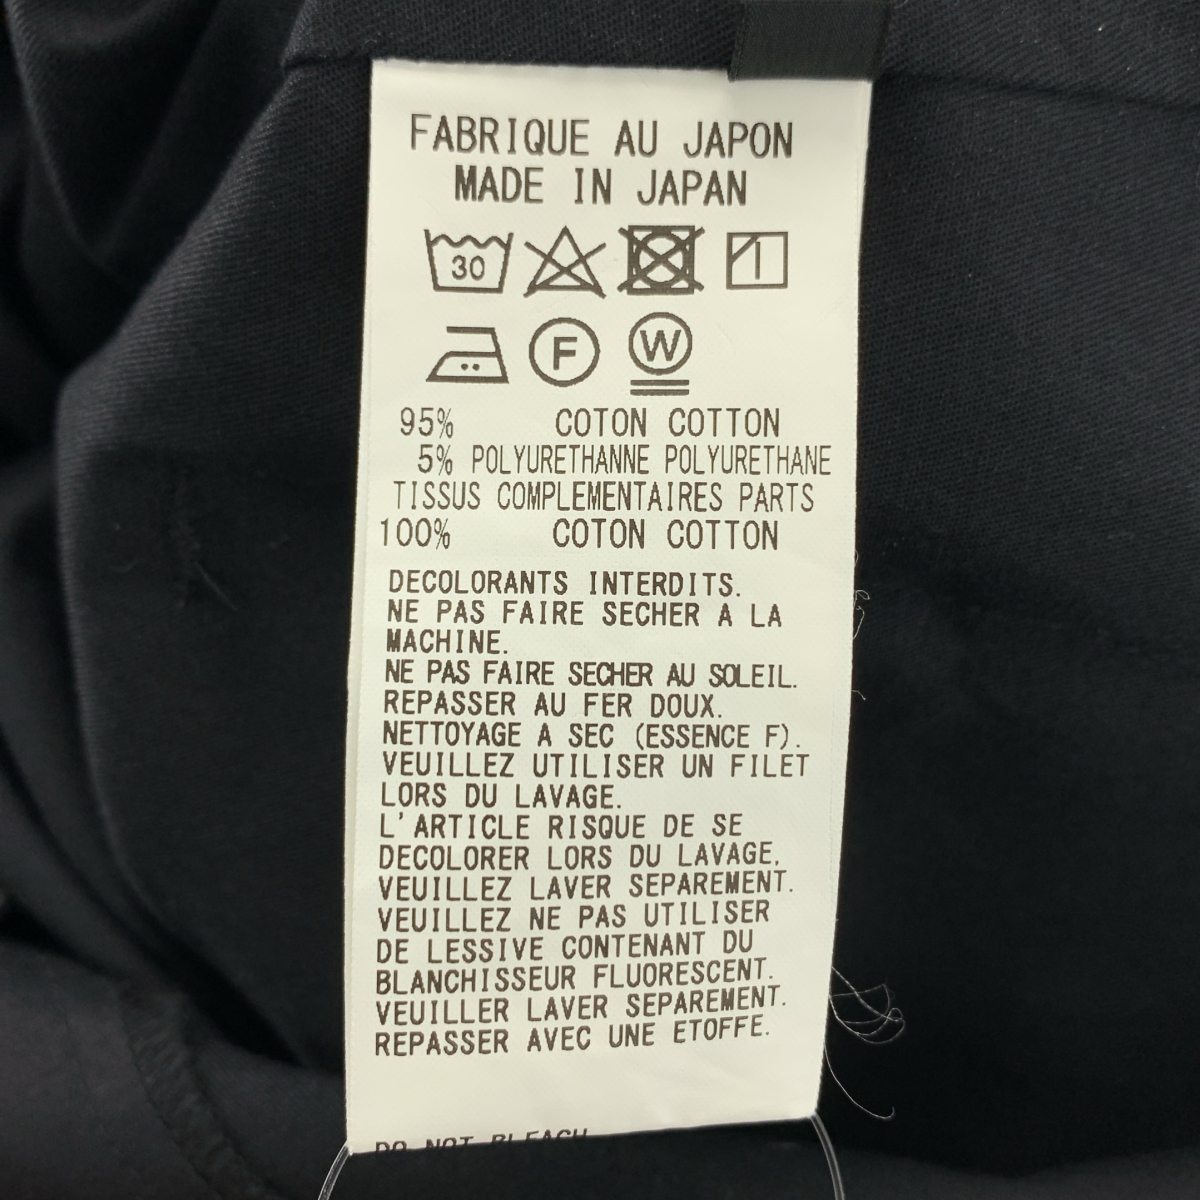 FABRIQUE AU JAPON
MADE IN JAPAN
30
F W
95% COTON COTTON
5% POLYURETHANNE POLYURETHANE
TISSUS COMPLEMENTAIRES PARTS
100% COTON COTTON
DECOLORANTS INTERDITS.
NE PAS FAIRE SECHER A LA
MACHINE.
NE PAS FAIRE SECHER AU SOLEIL.
REPASSER AU FER DOUX.
NETTOYAGE A SEC (ESSENCE F).
VEUILLEZ UTILISER UN FILET
LORS DU LAVAGE.
L'ARTICLE RISQUE DE SE
DECOLORER LORS DU LAVAGE.
VEUILLEZ LAVER SEPAREMENT.
VEUILLEZ NE PAS UTILISER
DE LESSIVE CONTENANT DU
BLANCHISSEUR FLUORESCENT.
VEUILLER LAVER SEPAREMENT.
REPASSER AVEC UNE ETOFFE.
DO NOT BLEACH